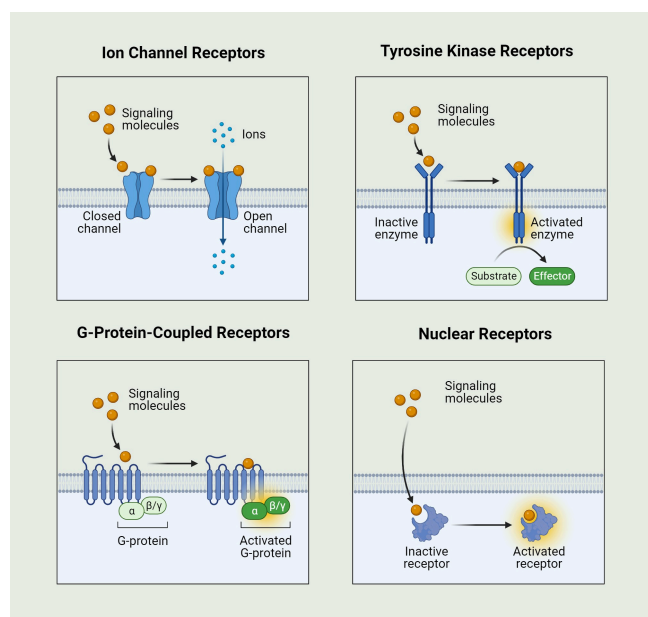 Ion Channel Receptors
Signaling
molecules
Ions
Closed
channel
Open
channel
Tyrosine Kinase Receptors
Signaling
molecules
Inactive
enzyme
Activated
enzyme
Substrate
Effector
G-Protein-Coupled Receptors
Signaling
molecules
α
β/γ
α
β/γ
G-protein
Activated
G-protein
Nuclear Receptors
Signaling
molecules
Inactive
receptor
Activated
receptor